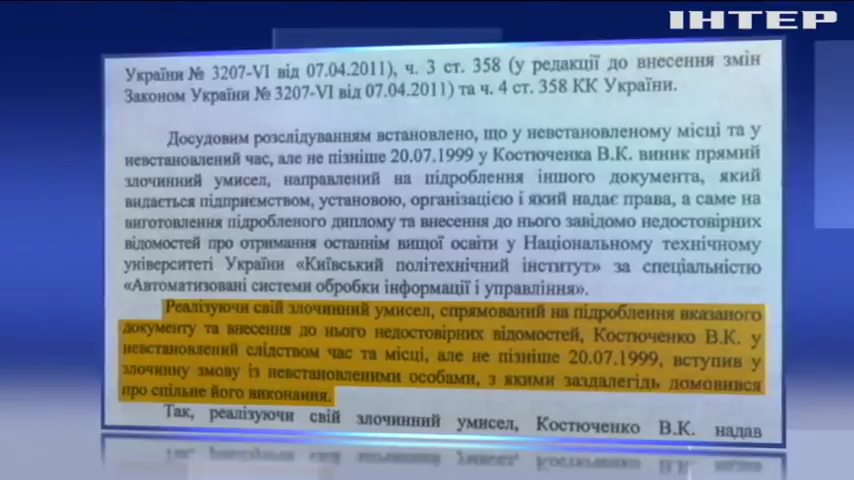 ІНТЕР
України № 3207-VI від 07.04.2011), ч. 3 ст. 358 (у редакції до внесення змін
Законом України № 3207-VI від 07.04.2011) та ч. 4 ст. 358 КК України.
Досудовим розслідуванням встановлено, що у невстановленому місці та у
невстановлений час, але не пізніше 20.07.1999 у Костюченка В.К. виник прямий
злочинний умисел, направлений на підроблення іншого документа, який
видається підприємством, установою, організацією і який надає права, а саме на
виготовлення підробленого диплому та внесення до нього завідомо недостовірних
відомостей про отримання останнім вищої освіти у Національному технічному
університеті України «Київський політехнічний інститут» за спеціальністю
«Автоматизовані системи обробки інформації і управління».
Реалізуючи свій злочинний умисел, спрямований на підроблення вказаного
документу та внесення до нього недостовірних відомостей, Костюченко В.К. у
невстановлений слідством час та місці, але не пізніше 20.07.1999, вступив у
злочинну змову із невстановленими особами, з якими заздалегідь домовився
про спільне його виконання.
Так, реалізуючи свій злочинний умисел, Костюченко В.К. надав